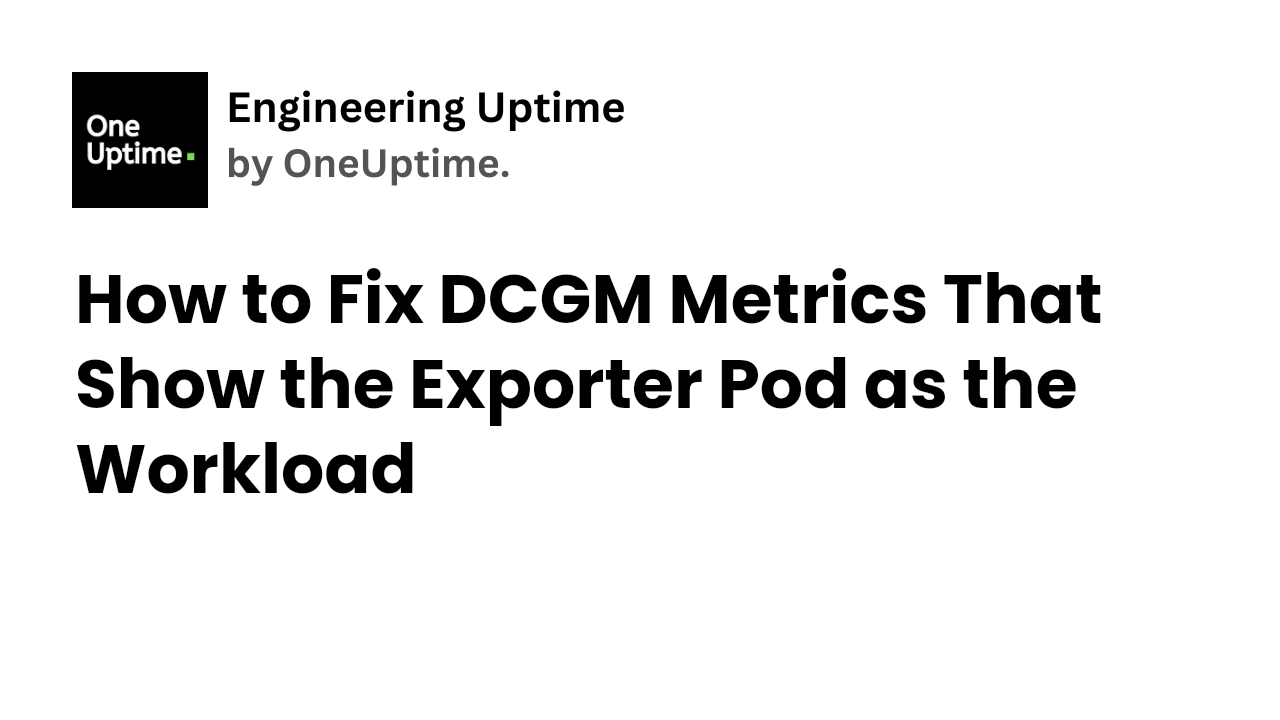 One
Uptime
Engineering Uptime
by OneUptime.
How to Fix DCGM Metrics That
Show the Exporter Pod as the
Workload